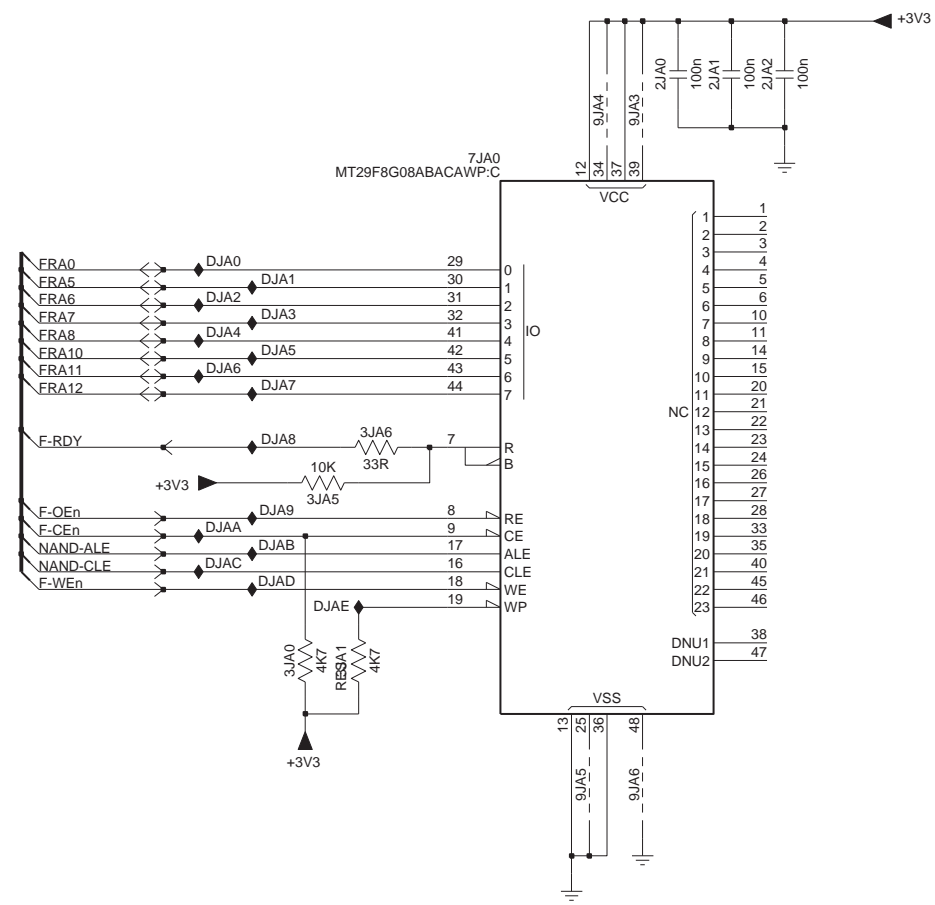 +3V3
2JA0
100n
2JA1
100n
2JA2
100n
9JA4
9JA3
7JA0
MT29F8G08ABACAWP:C
12
34
37
39
VCC
FRA0 DJA0 29 0
FRA5 DJA1 30 1
FRA6 DJA2 31 2
FRA7 DJA3 32 3
FRA8 DJA4 41 4
FRA10 DJA5 42 5
FRA11 DJA6 43 6
FRA12 DJA7 44 7
IO
F-RDY DJA8 3JA6 7 R
33R
B
+3V3 10K
3JA5
F-OEn DJA9 8 RE
F-CEn DJAA 9 CE
NAND-ALE DJAB 17 ALE
NAND-CLE DJAC 16 CLE
F-WEn DJAD 18 WE
DJAE 19 WP
3JA0
4K7
4K7
+3V3
1 1
2 2
3 3
4 4
5 5
6 6
7 10
8 11
9 14
10 15
11 20
NC 12 21
13 22
14 23
15 24
16 26
17 27
18 28
19 33
20 35
21 40
22 45
23 46
DNU1 38
DNU2 47
VSS
13
25
36
48
9JA5
9JA6